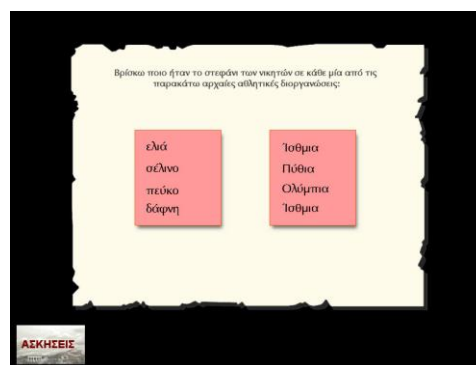 Βρίσκω ποιο ήταν το στεφάνι των νικητών σε κάθε μία από τις
παρακάτω αρχαίες αθλητικές διοργανώσεις:
ελιά
σέλινο
πεύκο
δάφνη
Ίσθμια
Πύθια
Ολύμπια
Ίσθμια
ΑΣΚΗΣΕΙΣ